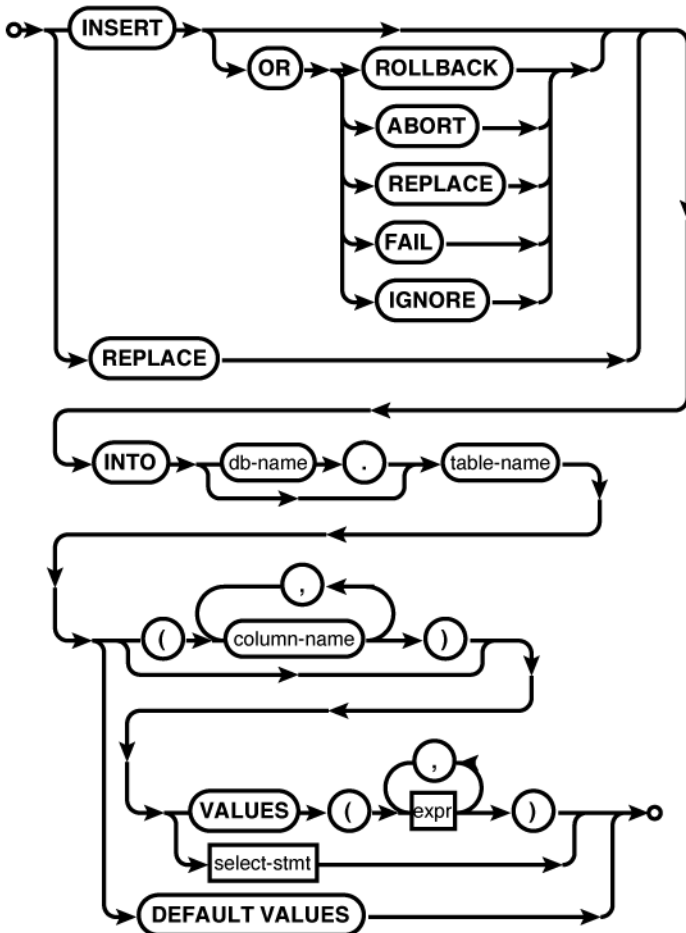 INSERT
OR ROLLBACK
ABORT
REPLACE
FAIL
IGNORE
REPLACE
INTO db-name . table-name
,
( column-name )
,
VALUES ( expr )
select-stmt
DEFAULT VALUES